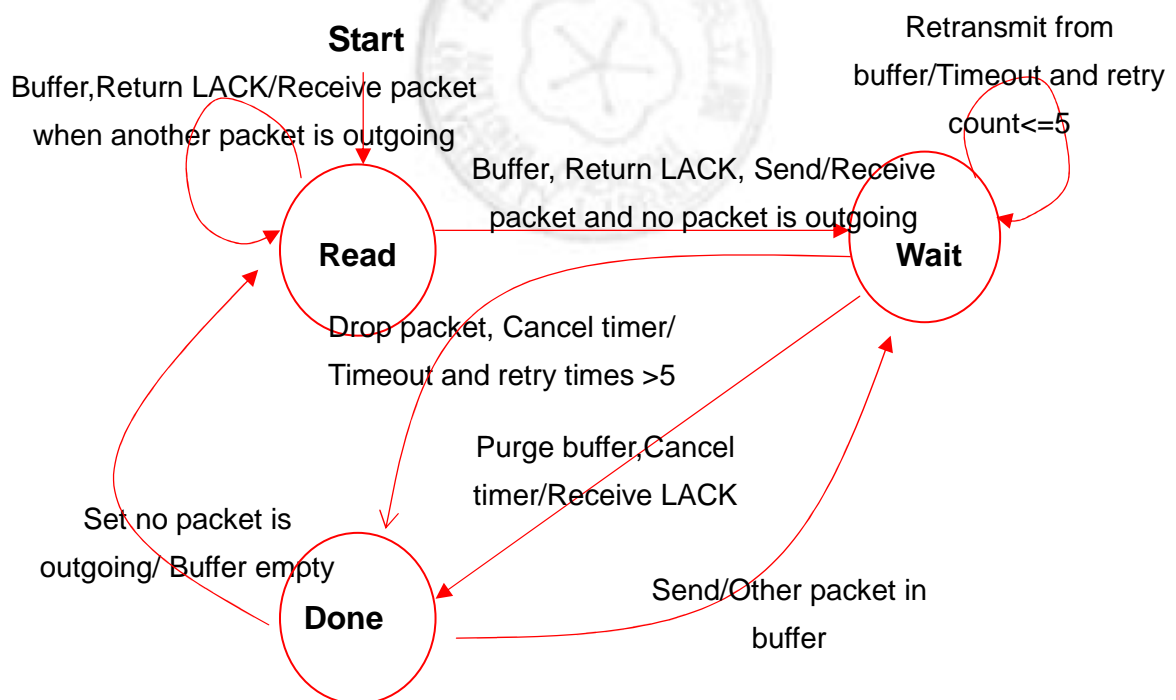 Start
Buffer,Return LACK/Receive packet
when another packet is outgoing
Retransmit from
buffer/Timeout and retry
count<=5
Buffer, Return LACK, Send/Receive
packet and no packet is outgoing
Read
Wait
Drop packet, Cancel timer/
Timeout and retry times >5
Purge buffer,Cancel
timer/Receive LACK
Set no packet is
outgoing/ Buffer empty
Send/Other packet in
buffer
Done